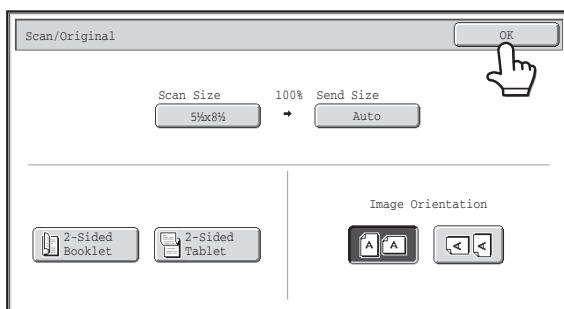 Scan/Original
OK
Scan Size 100% Send Size
5½x8½ Auto
Image Orientation
2-Sided
Booklet
2-Sided
Tablet
A A A A